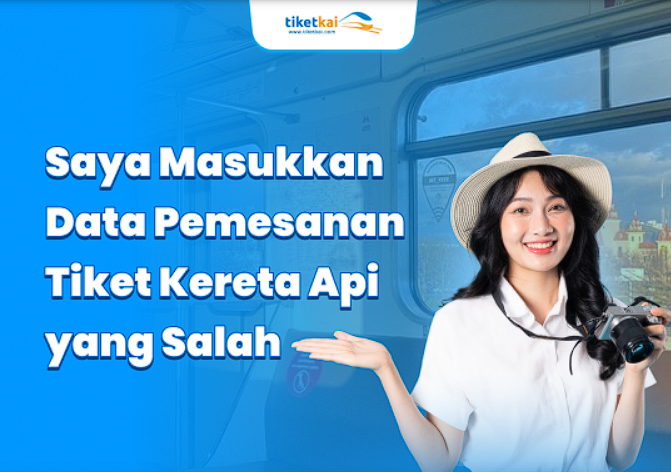 tiketkai
www.tiketkai.com
Saya Masukkan
Data Pemesanan
Tiket Kereta Api
yang Salah